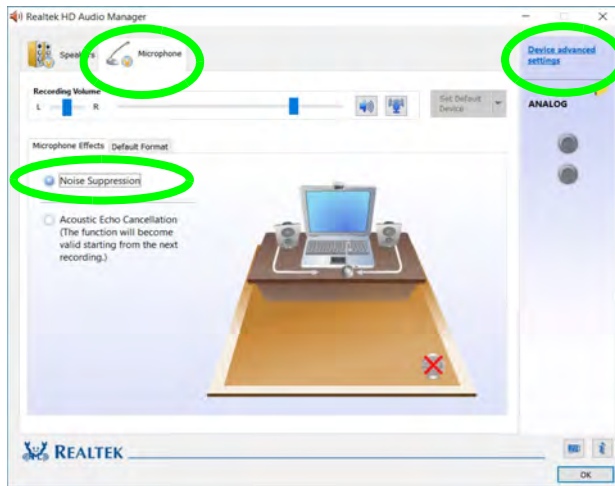 Realtek HD Audio Manager
Speakers
Microphone
Device advanced
settings
Recording Volume
L
R
Set Default
Device
ANALOG
Microphone Effects
Default Format
Noise Suppression
Acoustic Echo Cancellation
(The function will become
valid starting from the next
recording.)
REALTEK
OK